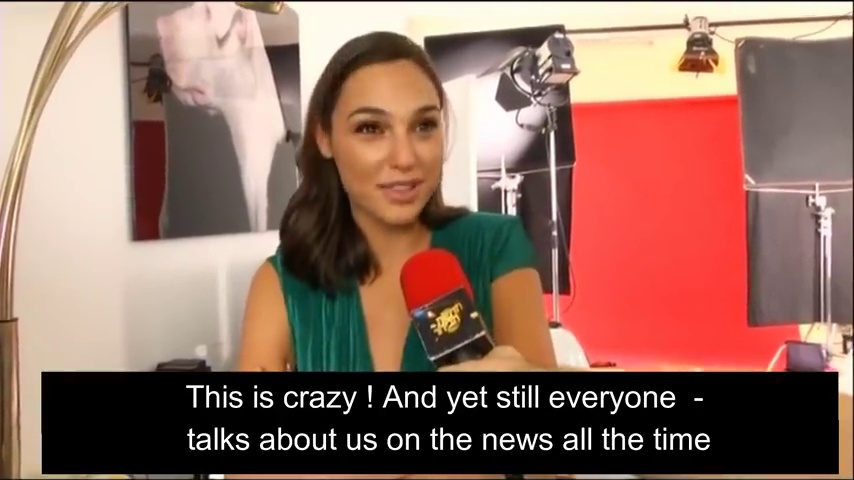 This is crazy ! And yet still everyone -
talks about us on the news all the time